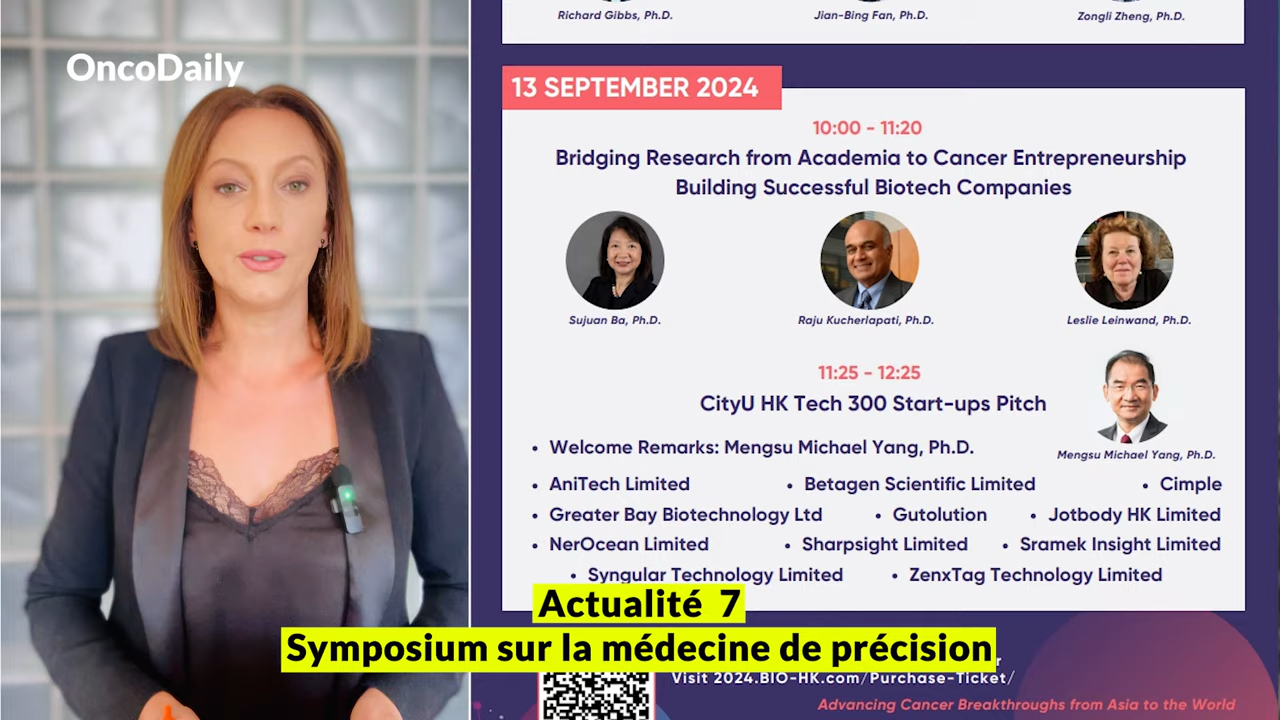 OncoDaily
Richard Gibbs, Ph.D.
Jian-Bing Fan, Ph.D.
Zongli Zheng, Ph.D.
13 SEPTEMBER 2024
10:00 - 11:20
Bridging Research from Academia to Cancer Entrepreneurship
Building Successful Biotech Companies
Sujuan Ba, Ph.D.
Raju Kucherlapati, Ph.D.
Leslie Leinwand, Ph.D.
11:25 - 12:25
CityU HK Tech 300 Start-ups Pitch
• Welcome Remarks: Mengsu Michael Yang, Ph.D.
Mengsu Michael Yang, Ph.D.
• AniTech Limited • Betagen Scientific Limited • Cimple
• Greater Bay Biotechnology Ltd • Gutolution • Jotbody HK Limited
• NerOcean Limited • Sharpsight Limited • Sramek Insight Limited
• Syngular Technology Limited • ZenxTag Technology Limited
Actualité 7
Symposium sur la médecine de précision
Visit 2024.BIO-HK.com/Purchase-Ticket/
Advancing Cancer Breakthroughs from Asia to the World